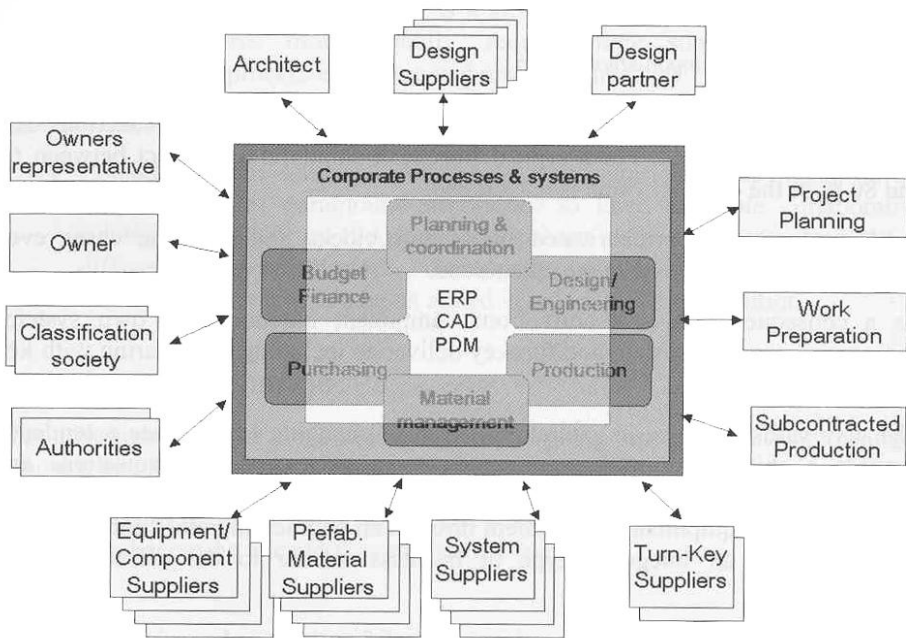 Architect
Design
Suppliers
Design
partner
Owners
representative
Owner
Classification
society
Authorities
Corporate Processes & systems
Planning &
coordination
Budget
Finance
Design/
Engineering
ERP
CAD
PDM
Purchasing
Production
Material
management
Project
Planning
Work
Preparation
Subcontracted
Production
Equipment/
Component
Suppliers
Prefab.
Material
Suppliers
System
Suppliers
Turn-Key
Suppliers